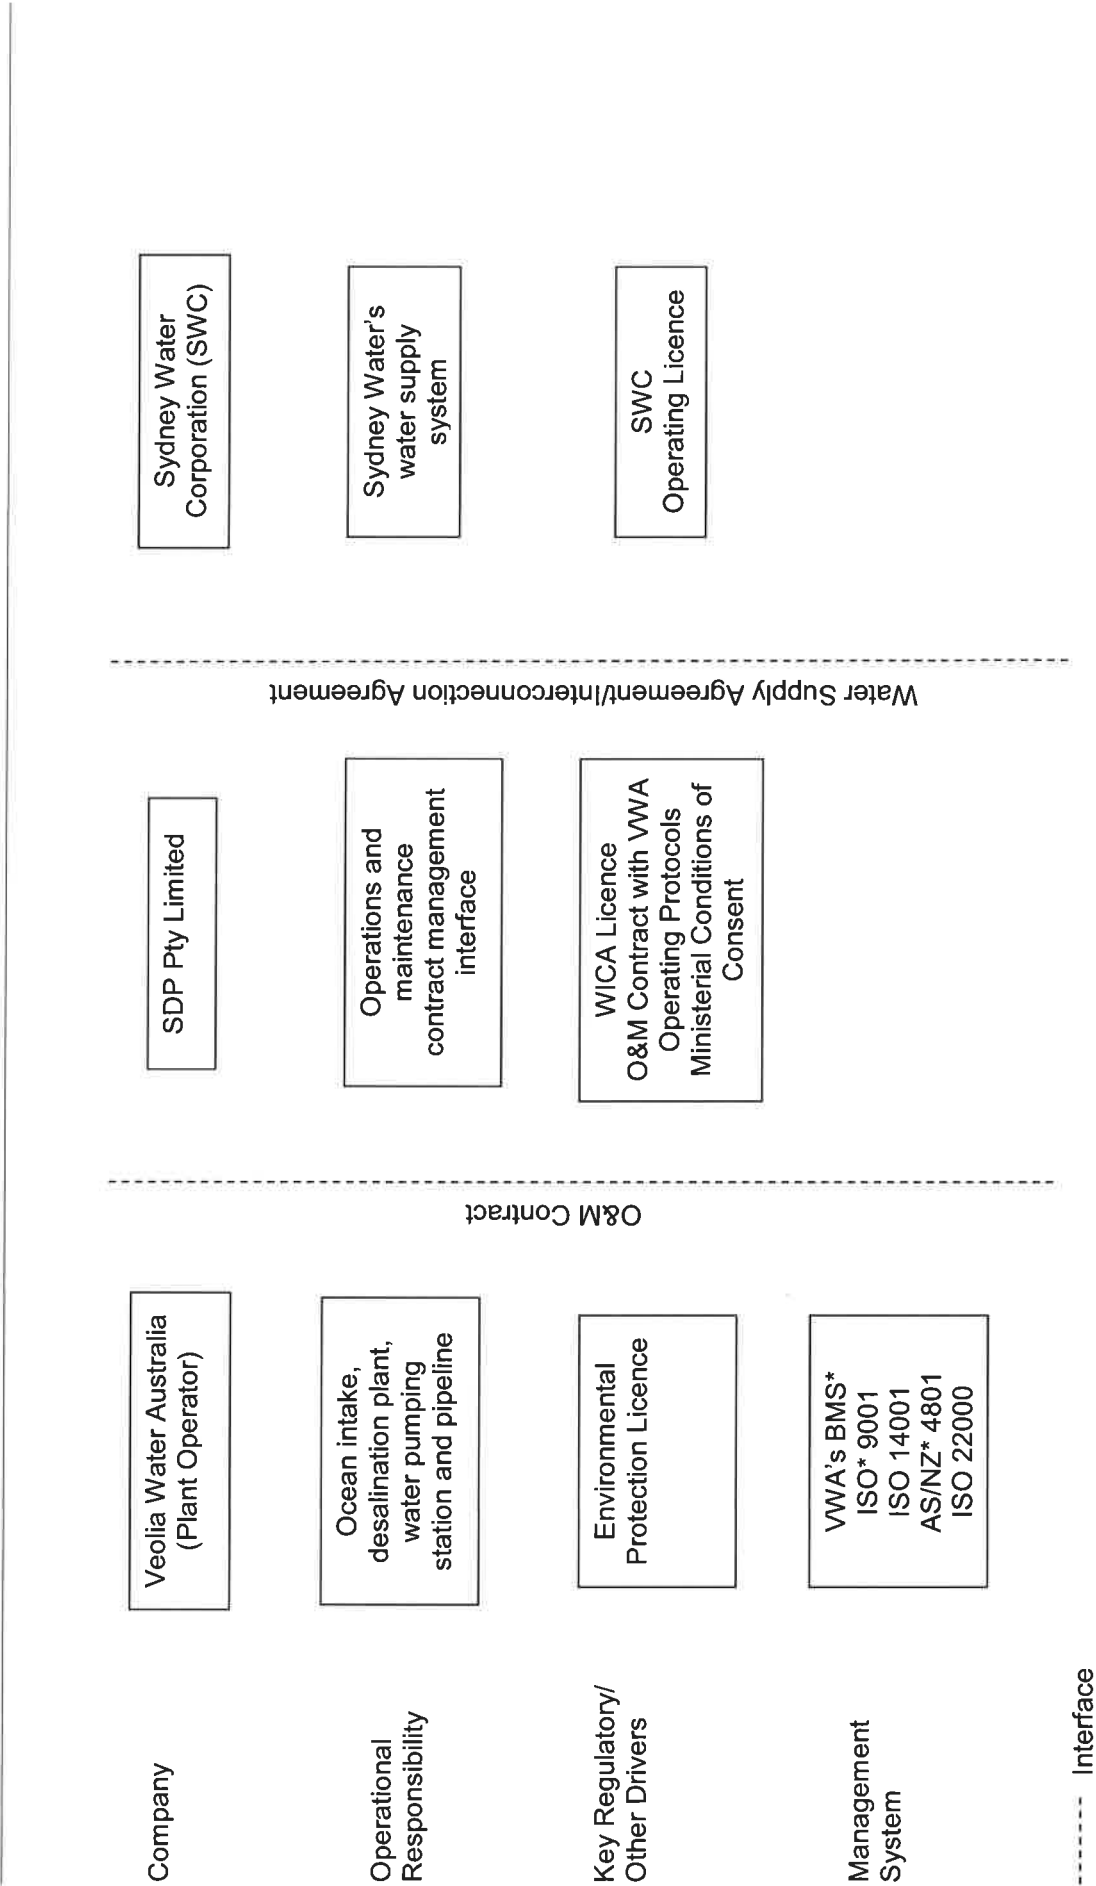 Company
Veolia Water Australia
(Plant Operator)
SDP Pty Limited
Sydney Water
Corporation (SWC)
Operational
Responsibility
Ocean intake,
desalination plant,
water pumping
station and pipeline
Operations and
maintenance
contract management
interface
Sydney Water's
water supply
system
Key Regulatory/
Other Drivers
Environmental
Protection Licence
WICA Licence
O&M Contract with VWA
Operating Protocols
Ministerial Conditions of
Consent
SWC
Operating Licence
Management
System
VWA's BMS*
ISO* 9001
ISO 14001
AS/NZ* 4801
ISO 22000
O&M Contract
Water Supply Agreement/Interconnection Agreement
------ Interface